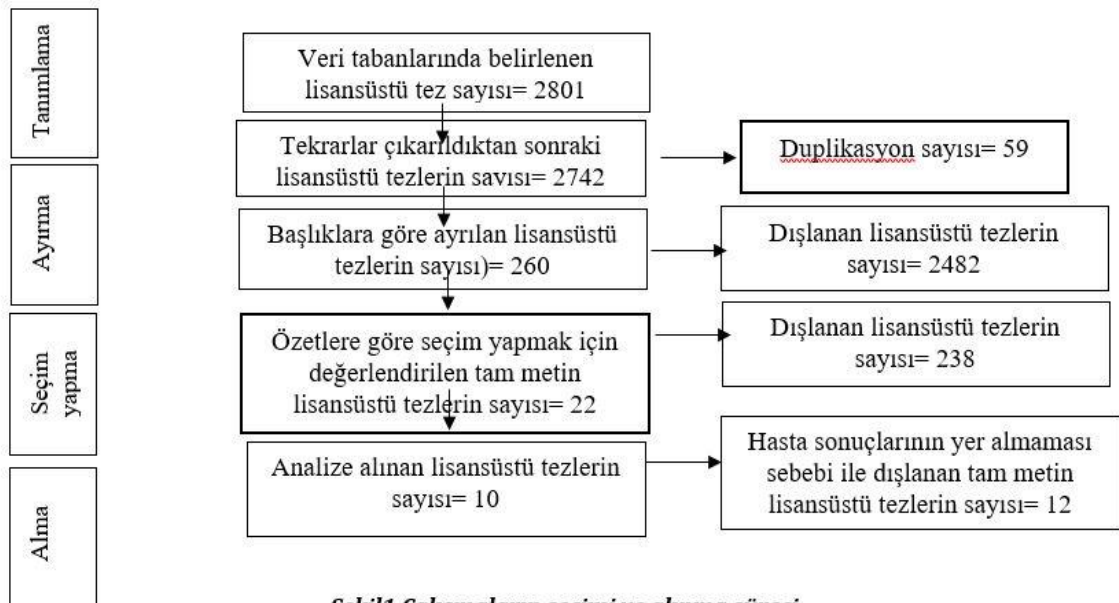 Tanımlama
Veri tabanlarında belirlenen
lisansüstü tez sayısı= 2801
Tekrarlar çıkarıldıktan sonraki
lisansüstü tezlerin savısı= 2742
Duplikasyon sayısı= 59
Ayırma
Başlıklara göre ayrılan lisansüstü
tezlerin sayısı)= 260
Dışlanan lisansüstü tezlerin
sayısı= 2482
Seçim
yapma
Özetlere göre seçim yapmak için
değerlendirilen tam metin
lisansüstü tezlerin sayısı= 22
Dışlanan lisansüstü tezlerin
sayısı= 238
Alma
Analize alınan lisansüstü tezlerin
sayısı= 10
Hasta sonuçlarının yer almaması
sebebi ile dışlanan tam metin
lisansüstü tezlerin sayısı= 12